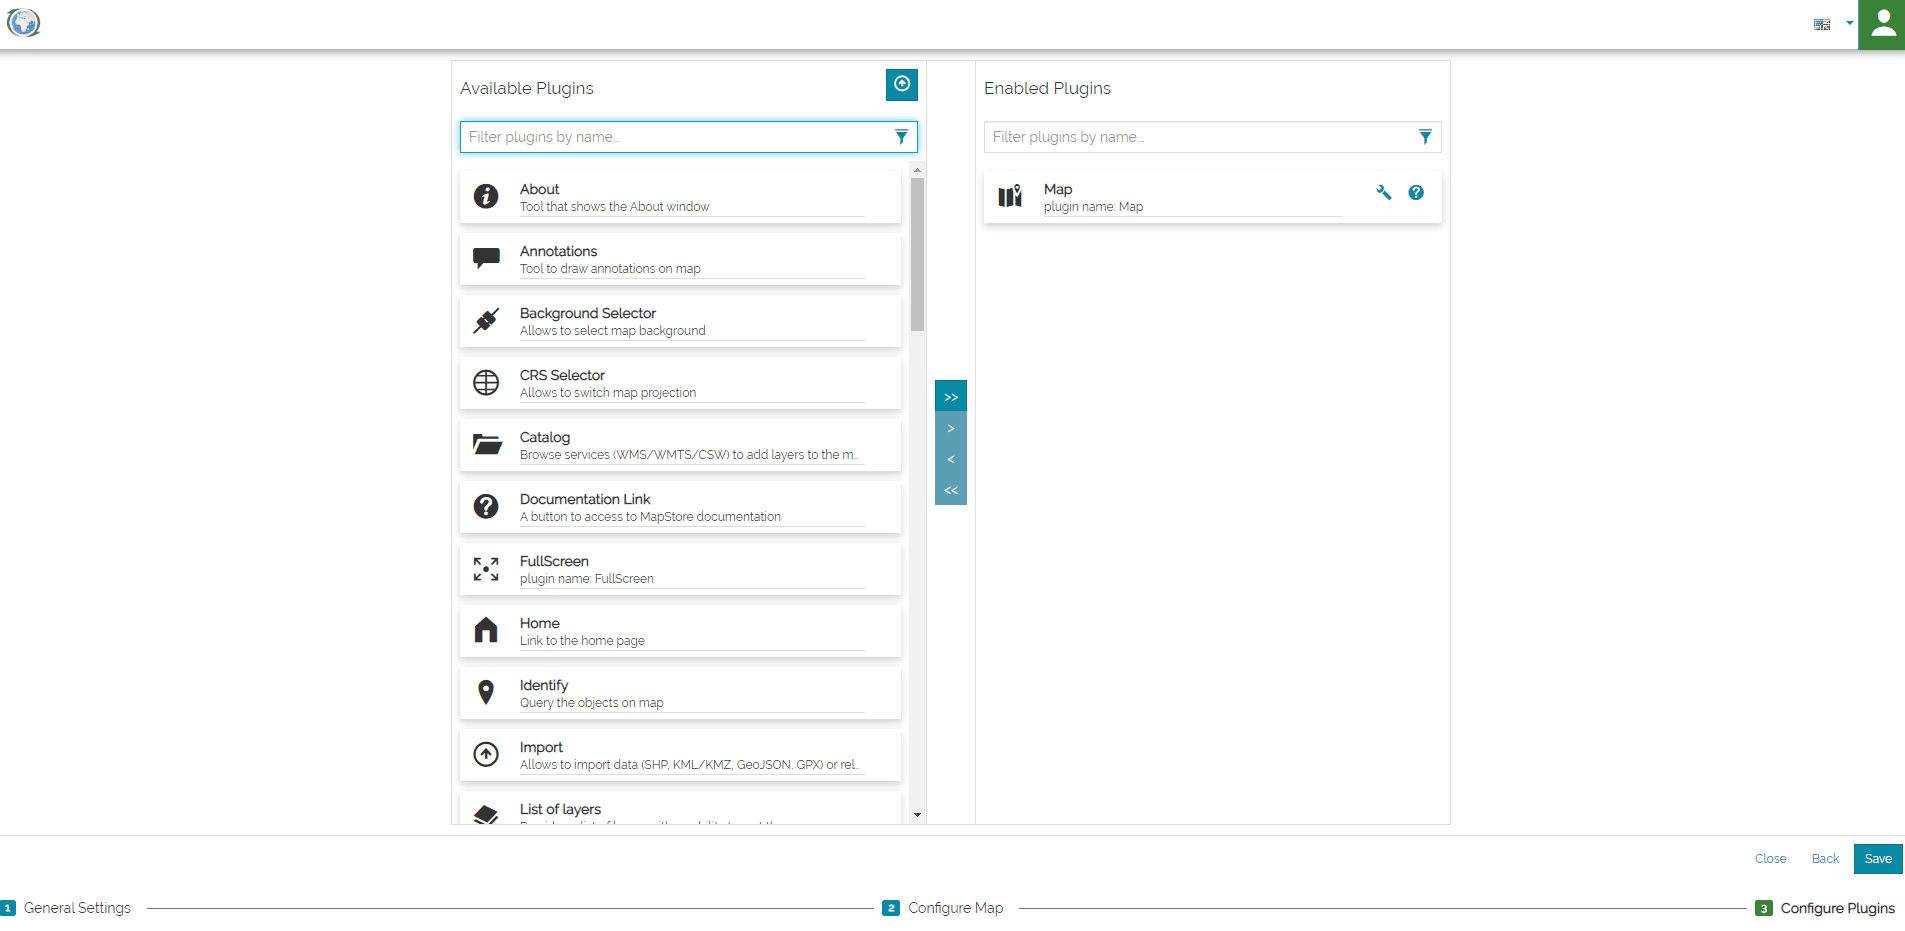 Available Plugins
Filter plugins by name...
About
Tool that shows the About window
Annotations
Tool to draw annotations on map
Background Selector
Allows to select map background
CRS Selector
Allows to switch map projection
Catalog
Browse services (WMS/WMTS/CSW) to add layers to the m...
Documentation Link
A button to access to MapStore documentation
FullScreen
plugin name: FullScreen
Home
Link to the home page
Identify
Query the objects on map
Import
Allows to import data (SHP, KML/KMZ, GeoJSON, GPX) or rel...
List of layers
>>
>
<
<<
Enabled Plugins
Filter plugins by name...
Map
plugin name: Map
Close
Back
Save
1 General Settings
2 Configure Map
3 Configure Plugins